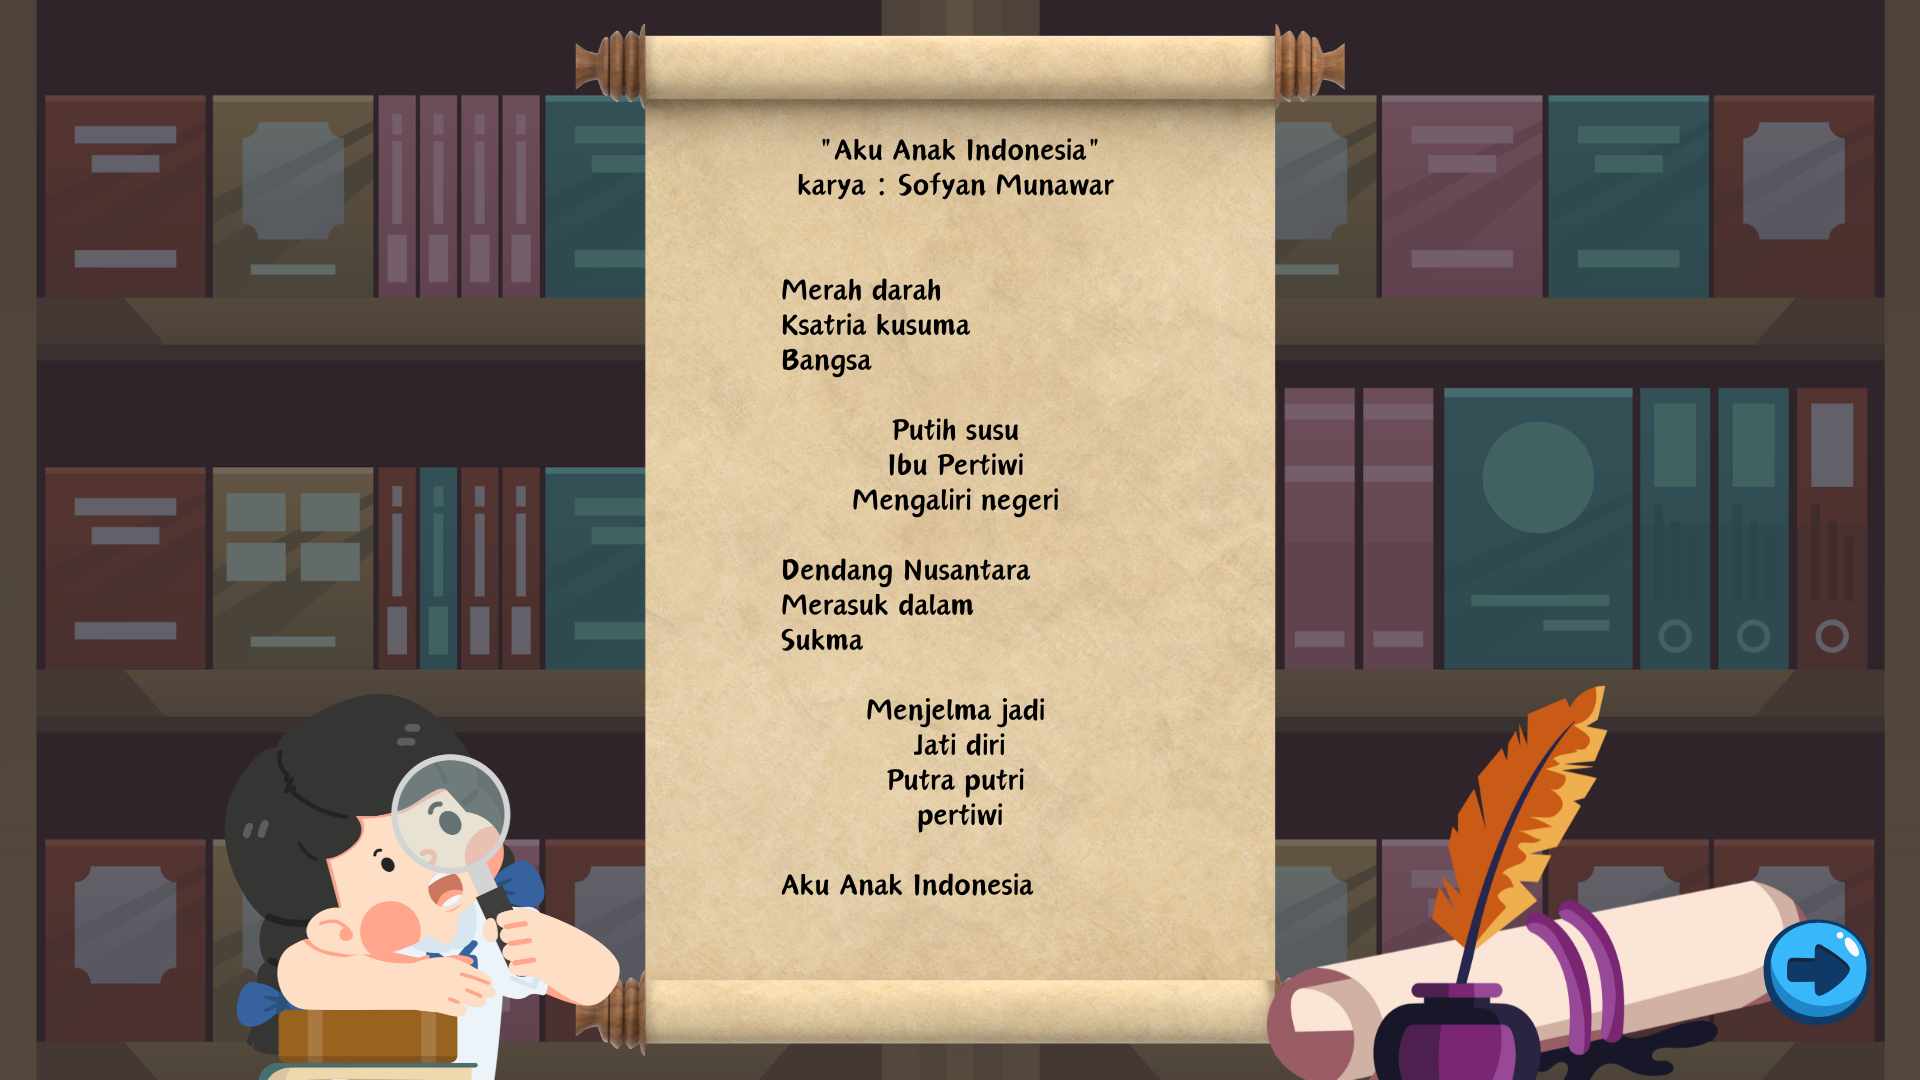 "Aku Anak Indonesia"
karya : Sofyan Munawar
Merah darah
Ksatria kusuma
Bangsa
Putih susu
Ibu Pertiwi
Mengaliri negeri
Dendang Nusantara
Merasuk dalam
Sukma
Menjelma jadi
Jati diri
Putra putri
pertiwi
Aku Anak Indonesia